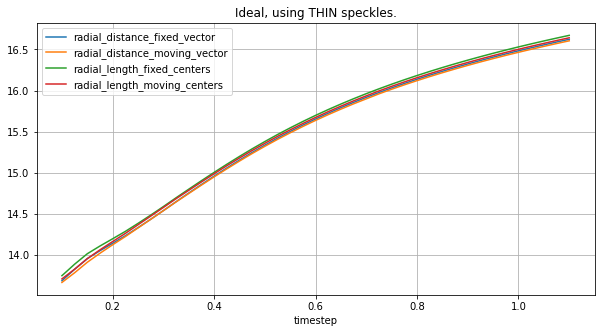 Ideal, using THIN speckles.
radial_distance_fixed_vector
radial_distance_moving_vector
radial_length_fixed_centers
radial_length_moving_centers
16.5
16.0
15.5
15.0
14.5
14.0
0.2 0.4 0.6 0.8 1.0
timestep